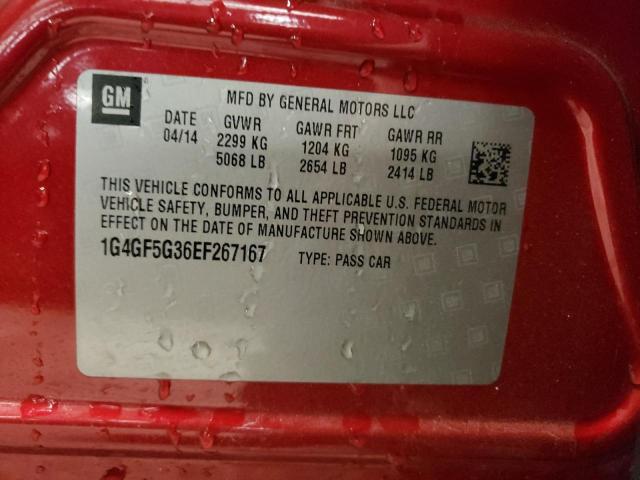 GM
MFD BY GENERAL MOTORS LLC
DATE GVWR GAWR FRT GAWR RR
04/14 2299 KG 1204 KG 1095 KG
5068 LB 2654 LB 2414 LB
THIS VEHICLE CONFORMS TO ALL APPLICABLE U.S. FEDERAL MOTOR
VEHICLE SAFETY, BUMPER, AND THEFT PREVENTION STANDARDS IN
EFFECT ON THE DATE OF MANUFACTURE SHOWN ABOVE.
1G4GF5G36EF267167 TYPE: PASS CAR